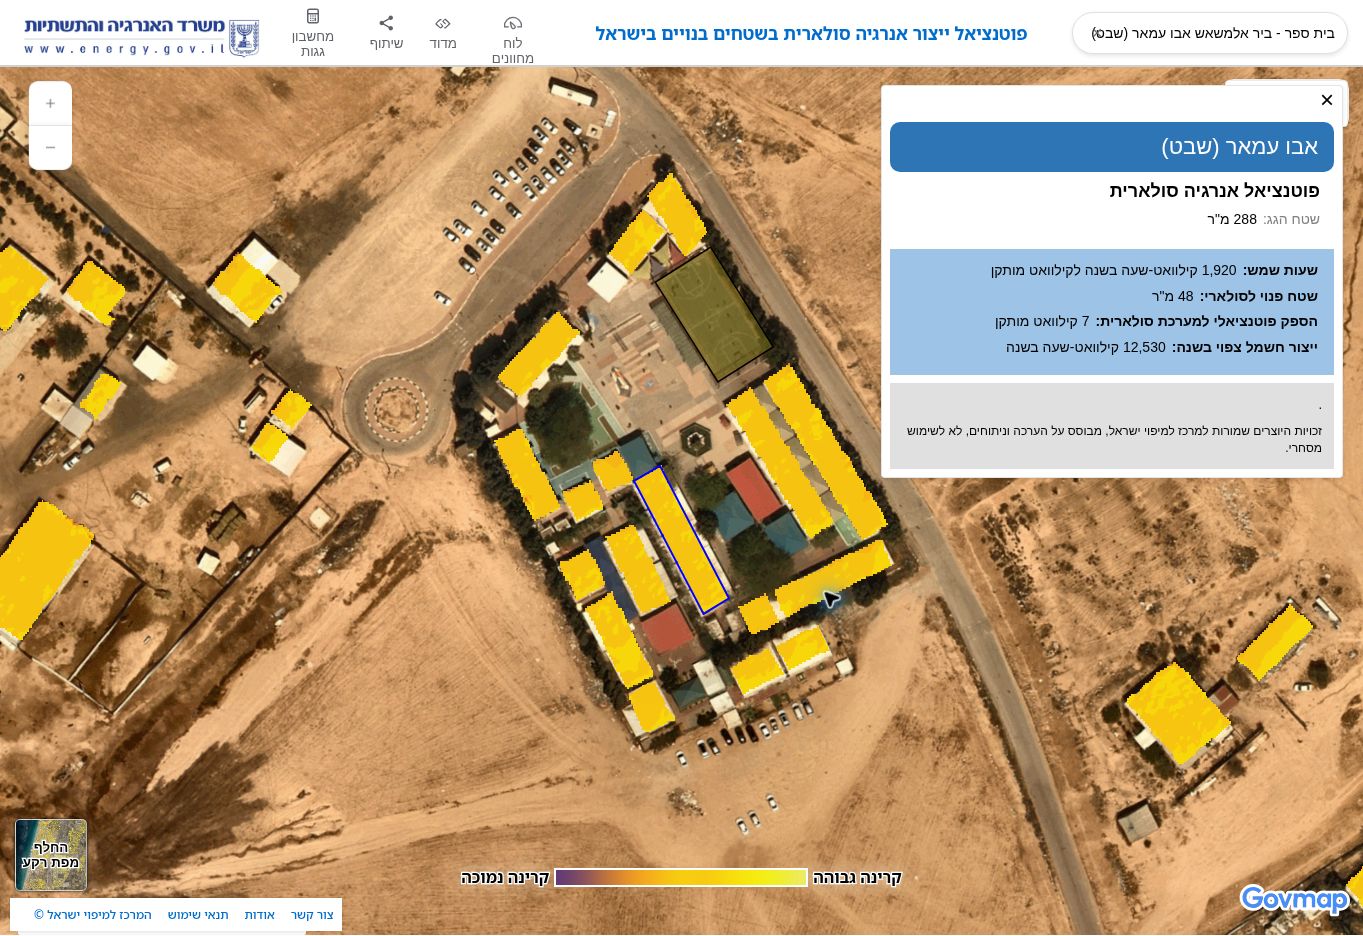 בית ספר - ביר אלמשאש אבו עמאר (שבט)
פוטנציאל ייצור אנרגיה סולארית בשטחים בנויים בישראל
לוח מחוונים
מדוד
שיתוף
מחשבון גגות
משרד האנרגיה והתשתיות
www.energy.gov.il
+
−
×
אבו עמאר (שבט)
פוטנציאל אנרגיה סולארית
שטח הגג: 288 מ"ר
שעות שמש: 1,920 קילוואט-שעה בשנה לקילוואט מותקן
שטח פנוי לסולארי: 48 מ"ר
הספק פוטנציאלי למערכת סולארית: 7 קילוואט מותקן
ייצור חשמל צפוי בשנה: 12,530 קילוואט-שעה בשנה
.
זכויות היוצרים שמורות למרכז למיפוי ישראל, מבוסס על הערכה וניתוחים, לא לשימוש
מסחרי.
החלף
מפת רקע
קרינה גבוהה
קרינה נמוכה
צור קשר
אודות
תנאי שימוש
המרכז למיפוי ישראל ©
Govmap